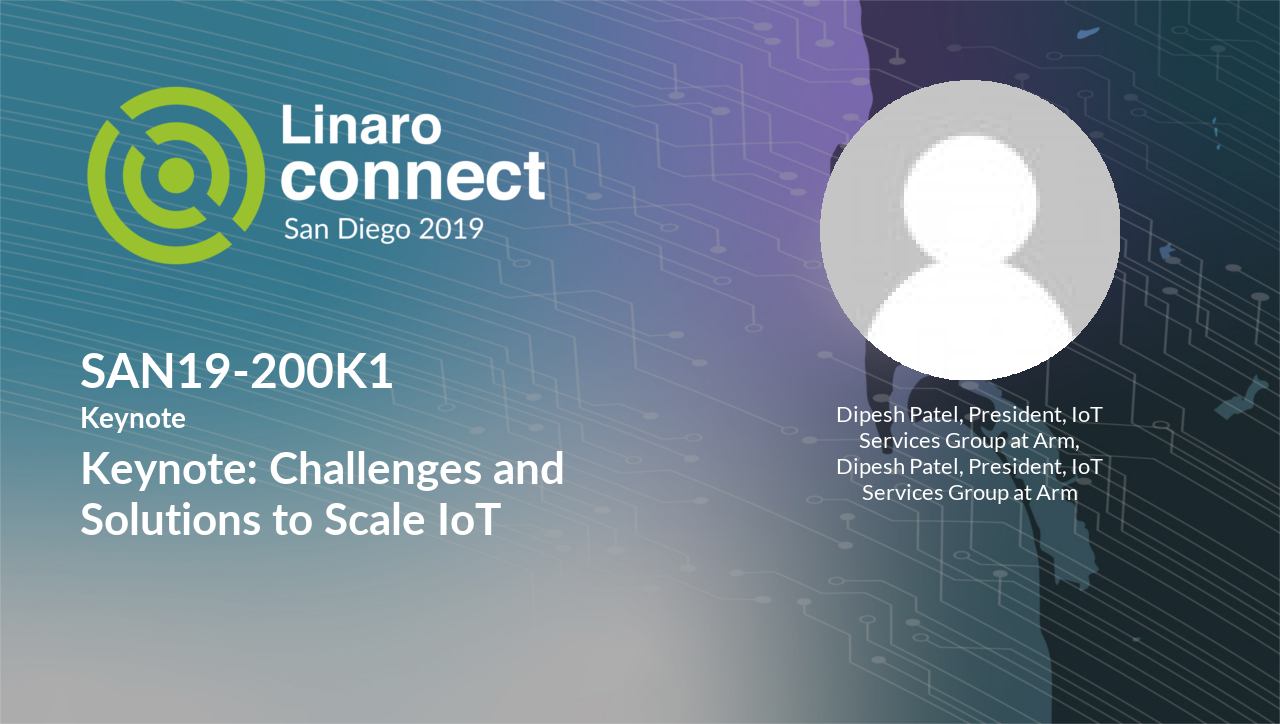 Linaro
connect
San Diego 2019
SAN19-200K1
Keynote
Keynote: Challenges and
Solutions to Scale IoT
Dipesh Patel, President, IoT
Services Group at Arm,
Dipesh Patel, President, IoT
Services Group at Arm